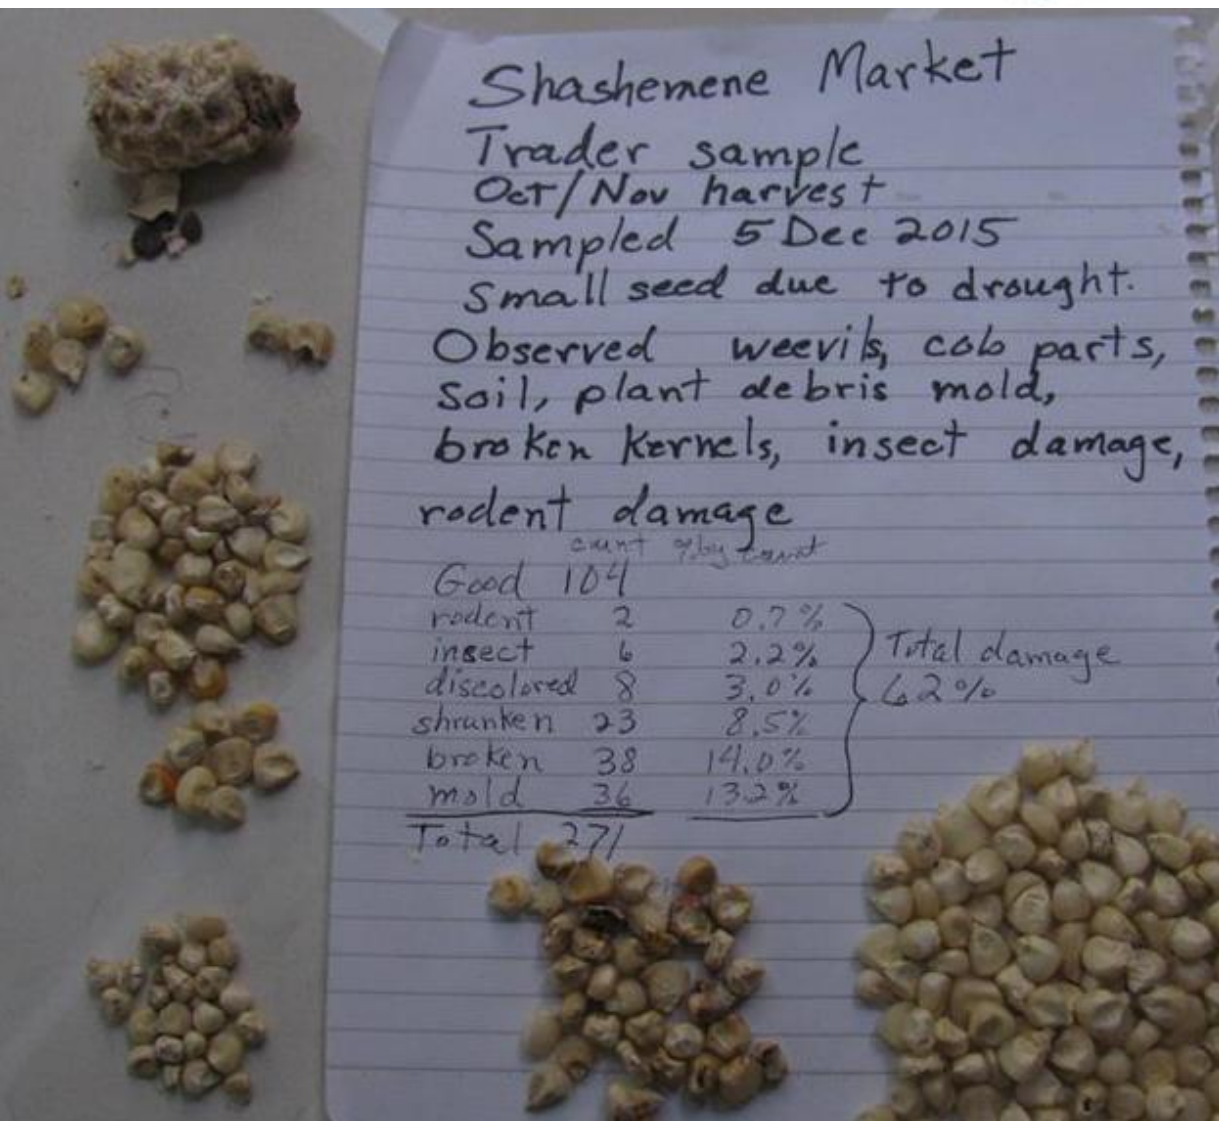 Shashemene Market
Trader sample
Oct/Nov harvest
Sampled 5 Dec 2015
Small seed due to drought.
Observed weevils, cob parts,
Soil, plant debris mold,
broken kernels, insect damage,
rodent damage
count % by count
Good 104
rodent 2 0.7%
insect 6 2.2%
discolored 8 3.0%
shrunken 23 8.5%
broken 38 14.0%
mold 36 13.2%
Total damage
62%
Total 271